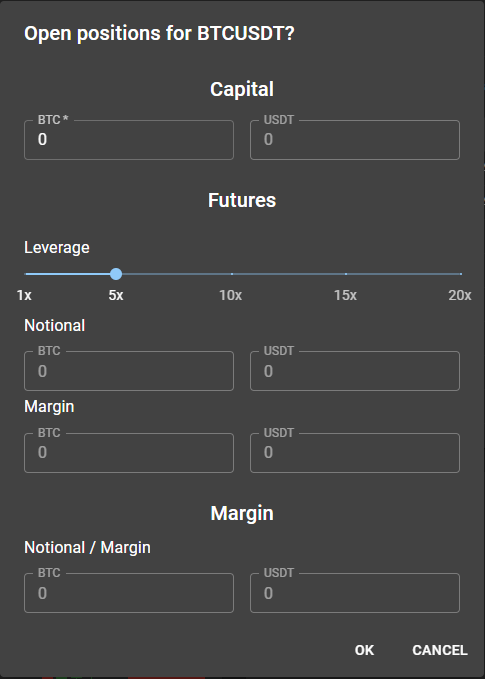 Open positions for BTCUSDT?
Capital
BTC * USDT
0 0
Futures
Leverage
1x 5x 10x 15x 20x
Notional
BTC USDT
0 0
Margin
BTC USDT
0 0
Margin
Notional / Margin
BTC USDT
0 0
OK CANCEL